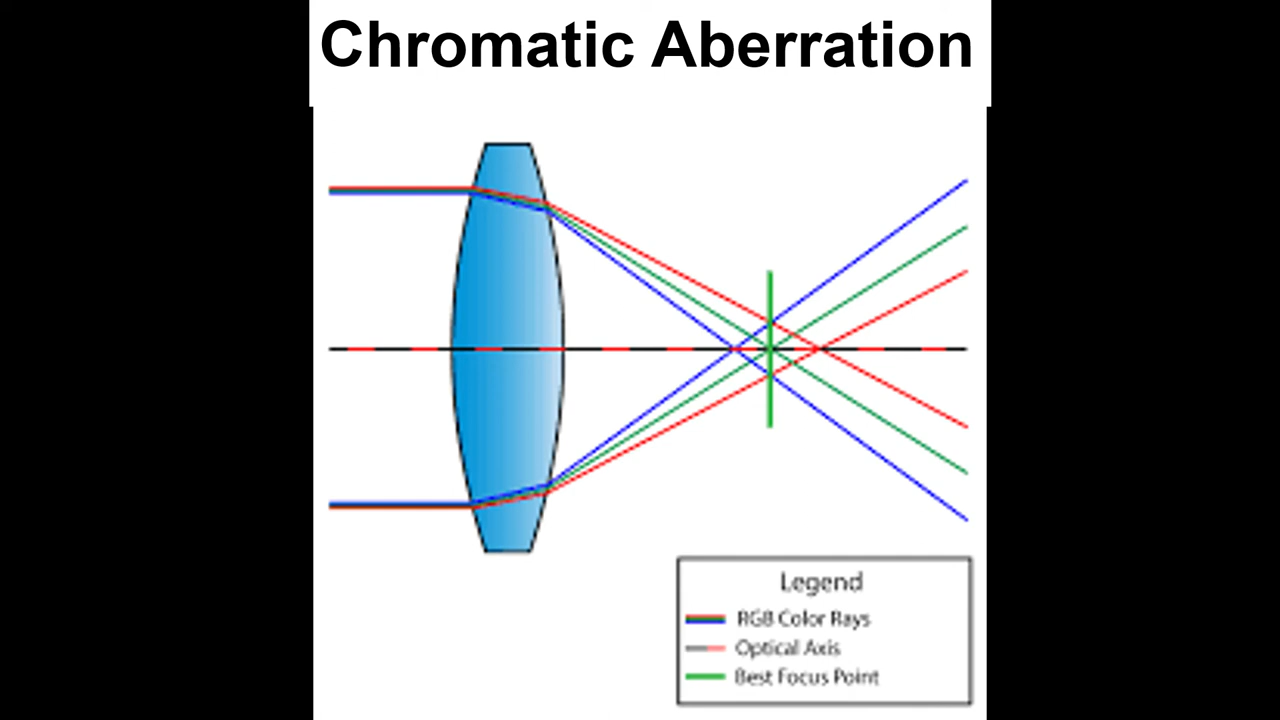 Chromatic Aberration
Legend
RGB Color Rays
Optical Axis
Best Focus Point